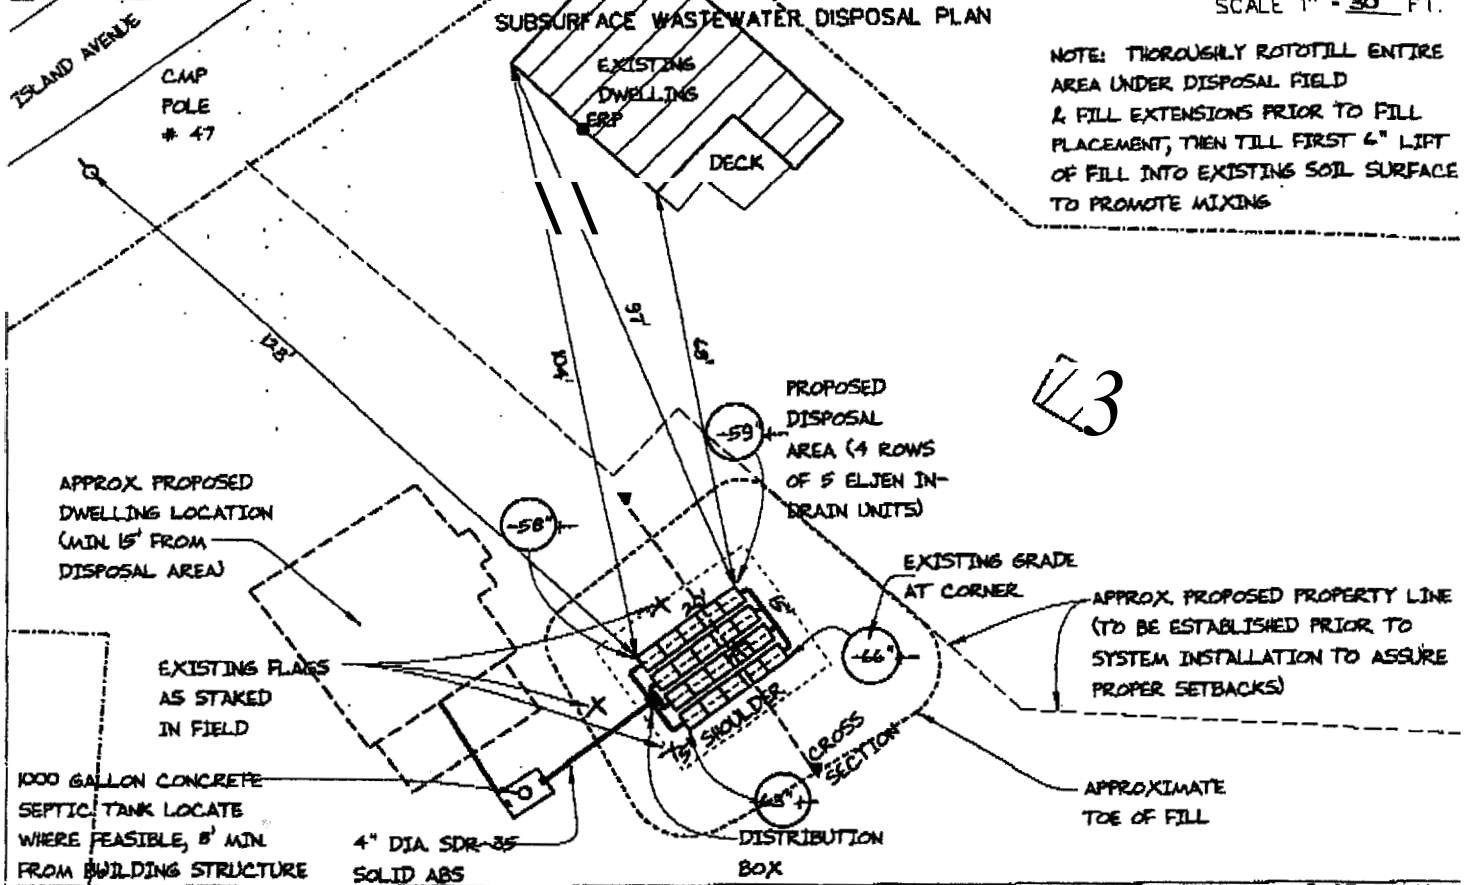 SUBSURFACE WASTEWATER DISPOSAL PLAN
SCALE 1" = 30 FT.
ISLAND AVENUE
CMP
POLE
# 47
EXISTING
DWELLING
ERP
DECK
NOTE: THOROUGHLY ROTOTILL ENTIRE
AREA UNDER DISPOSAL FIELD
& FILL EXTENSIONS PRIOR TO FILL
PLACEMENT, THEN TILL FIRST 6" LIFT
OF FILL INTO EXISTING SOIL SURFACE
TO PROMOTE MIXING
128'
104'
97'
68'
3
PROPOSED
DISPOSAL
AREA (4 ROWS
OF 5 ELJEN IN-
DRAIN UNITS)
-59"
-58"
APPROX. PROPOSED
DWELLING LOCATION
(MIN. 15' FROM
DISPOSAL AREA)
EXISTING GRADE
AT CORNER
-66"
APPROX. PROPOSED PROPERTY LINE
(TO BE ESTABLISHED PRIOR TO
SYSTEM INSTALLATION TO ASSURE
PROPER SETBACKS)
EXISTING FLAGS
AS STAKED
IN FIELD
SHOULDER
CROSS
SECTION
1000 GALLON CONCRETE
SEPTIC TANK LOCATE
WHERE FEASIBLE, 8' MIN.
FROM BUILDING STRUCTURE
4" DIA. SDR-35
SOLID ABS
DISTRIBUTION
BOX
APPROXIMATE
TOE OF FILL